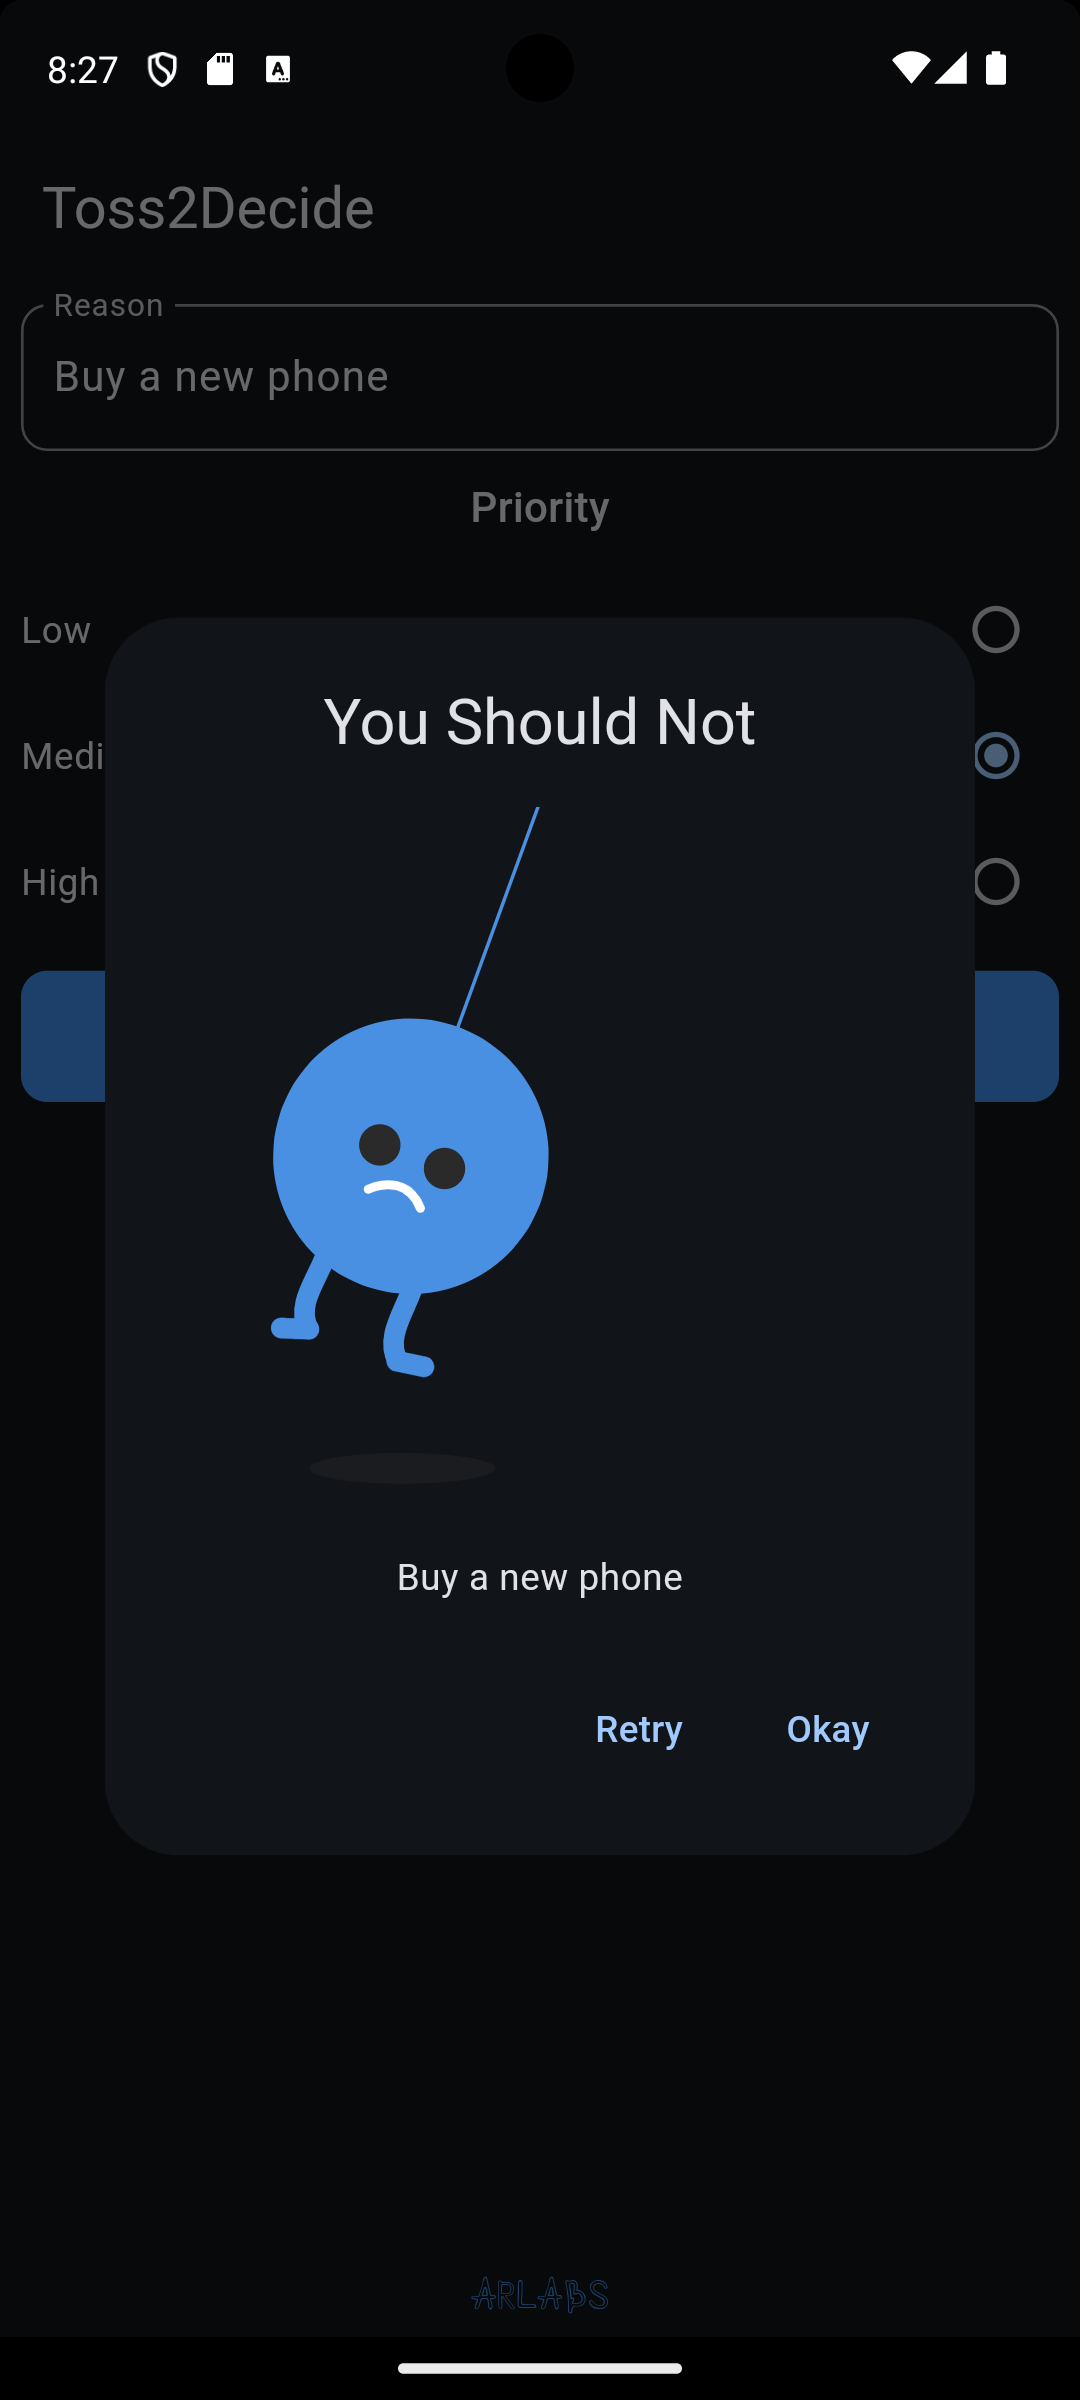 8:27
Toss2Decide
Reason
Buy a new phone
Priority
Low
Medi
High
You Should Not
Buy a new phone
Retry
Okay
ARLABS